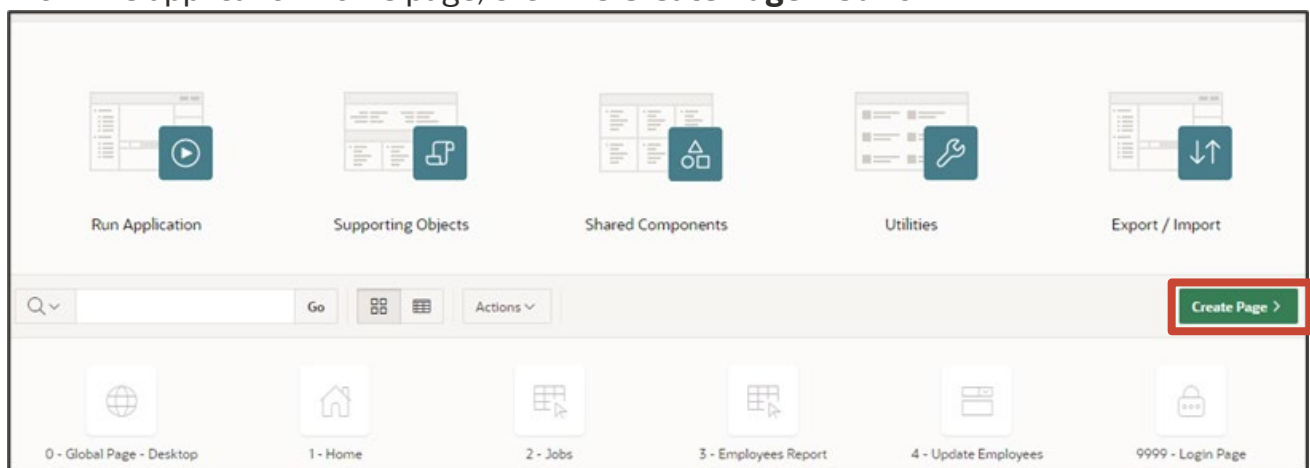 Run Application
Supporting Objects
Shared Components
Utilities
Export / Import
Go
Actions
Create Page >
0 - Global Page - Desktop
1 - Home
2 - Jobs
3 - Employees Report
4 - Update Employees
9999 - Login Page